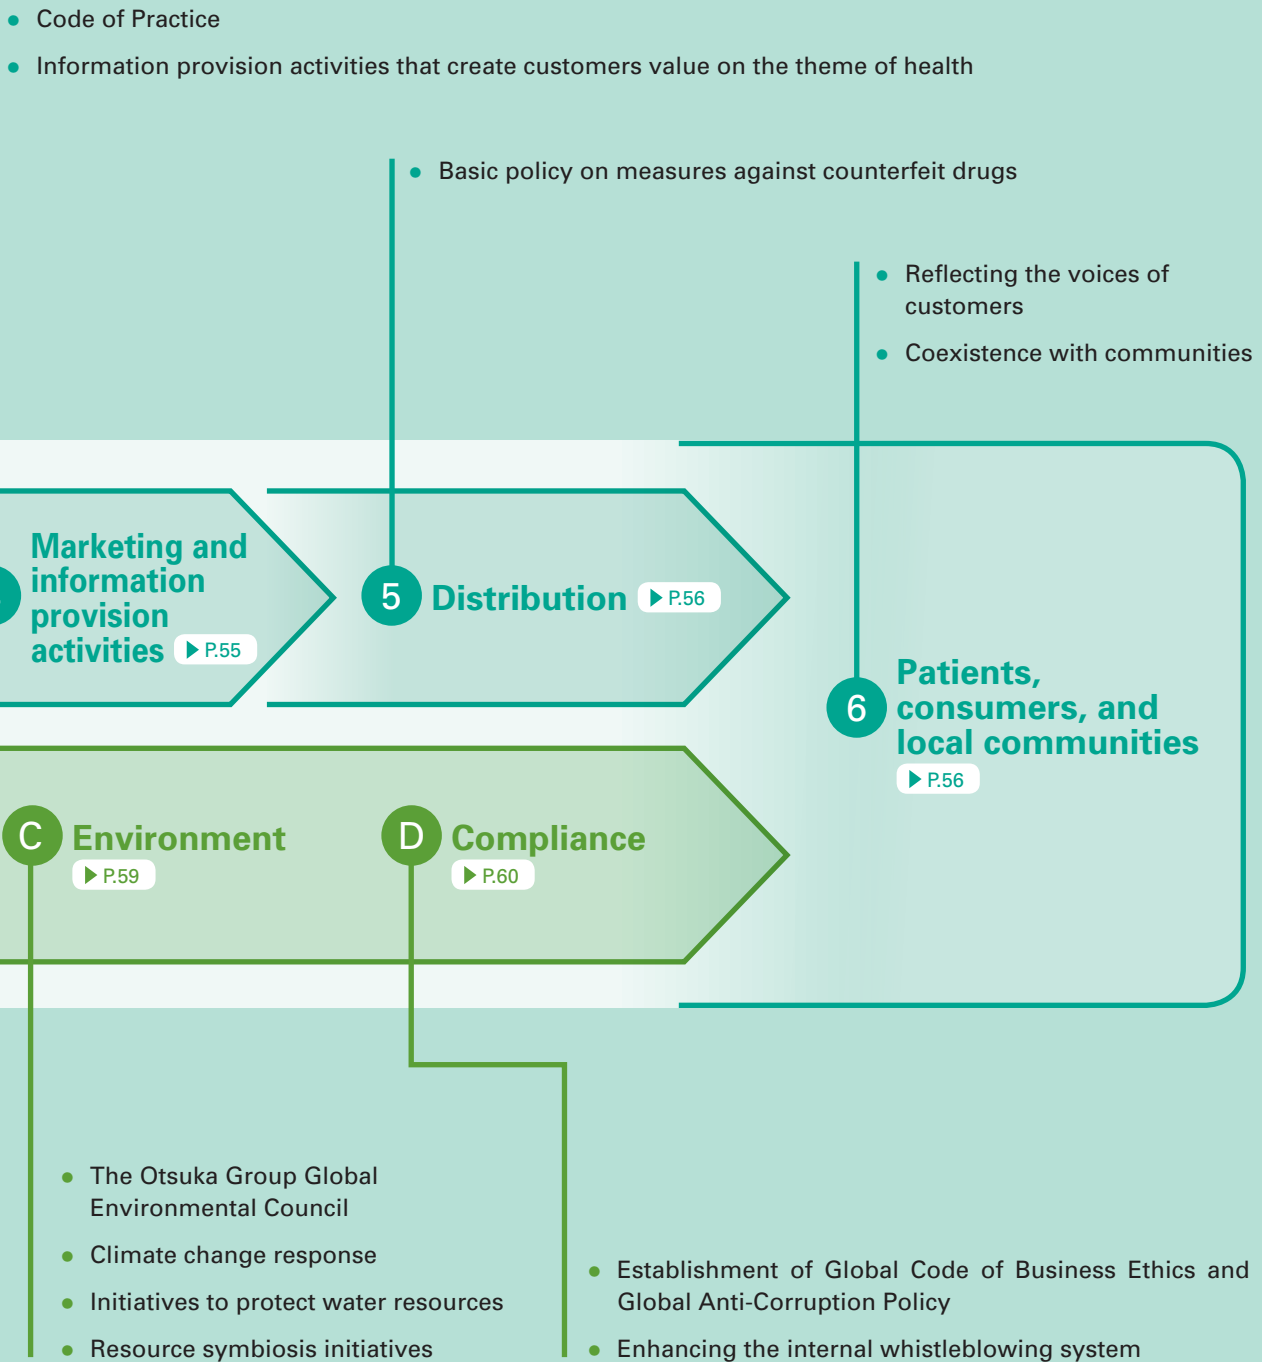 Code of Practice
Information provision activities that create customers value on the theme of health
Basic policy on measures against counterfeit drugs
Reflecting the voices of
customers
Coexistence with communities
Marketing and
information
provision
activities ▶ P.55
5 Distribution ▶ P.56
6 Patients,
consumers, and
local communities
▶ P.56
C Environment
▶ P.59
D Compliance
▶ P.60
The Otsuka Group Global
Environmental Council
Climate change response
Initiatives to protect water resources
Resource symbiosis initiatives
Establishment of Global Code of Business Ethics and
Global Anti-Corruption Policy
Enhancing the internal whistleblowing system